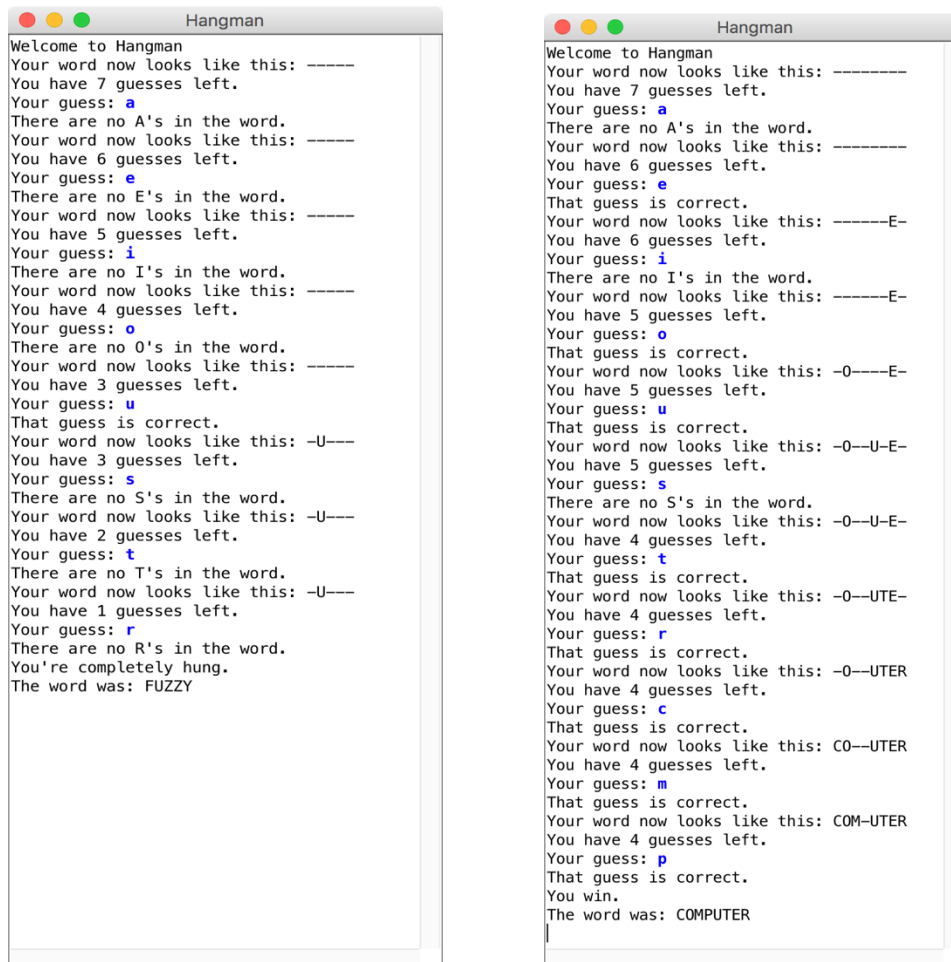 Hangman
Welcome to Hangman
Your word now looks like this: -----
You have 7 guesses left.
Your guess: a
There are no A's in the word.
Your word now looks like this: -----
You have 6 guesses left.
Your guess: e
There are no E's in the word.
Your word now looks like this: -----
You have 5 guesses left.
Your guess: i
There are no I's in the word.
Your word now looks like this: -----
You have 4 guesses left.
Your guess: o
There are no O's in the word.
Your word now looks like this: -----
You have 3 guesses left.
Your guess: u
That guess is correct.
Your word now looks like this: -U---
You have 3 guesses left.
Your guess: s
There are no S's in the word.
Your word now looks like this: -U---
You have 2 guesses left.
Your guess: t
There are no T's in the word.
Your word now looks like this: -U---
You have 1 guesses left.
Your guess: r
There are no R's in the word.
You're completely hung.
The word was: FUZZY
Hangman
Welcome to Hangman
Your word now looks like this: --------
You have 7 guesses left.
Your guess: a
There are no A's in the word.
Your word now looks like this: --------
You have 6 guesses left.
Your guess: e
That guess is correct.
Your word now looks like this: ------E-
You have 6 guesses left.
Your guess: i
There are no I's in the word.
Your word now looks like this: ------E-
You have 5 guesses left.
Your guess: o
That guess is correct.
Your word now looks like this: -O----E-
You have 5 guesses left.
Your guess: u
That guess is correct.
Your word now looks like this: -O--U-E-
You have 5 guesses left.
Your guess: s
There are no S's in the word.
Your word now looks like this: -O--U-E-
You have 4 guesses left.
Your guess: t
That guess is correct.
Your word now looks like this: -O--UTE-
You have 4 guesses left.
Your guess: r
That guess is correct.
Your word now looks like this: -O--UTER
You have 4 guesses left.
Your guess: c
That guess is correct.
Your word now looks like this: CO--UTER
You have 4 guesses left.
Your guess: m
That guess is correct.
Your word now looks like this: COM-UTER
You have 4 guesses left.
Your guess: p
That guess is correct.
You win.
The word was: COMPUTER